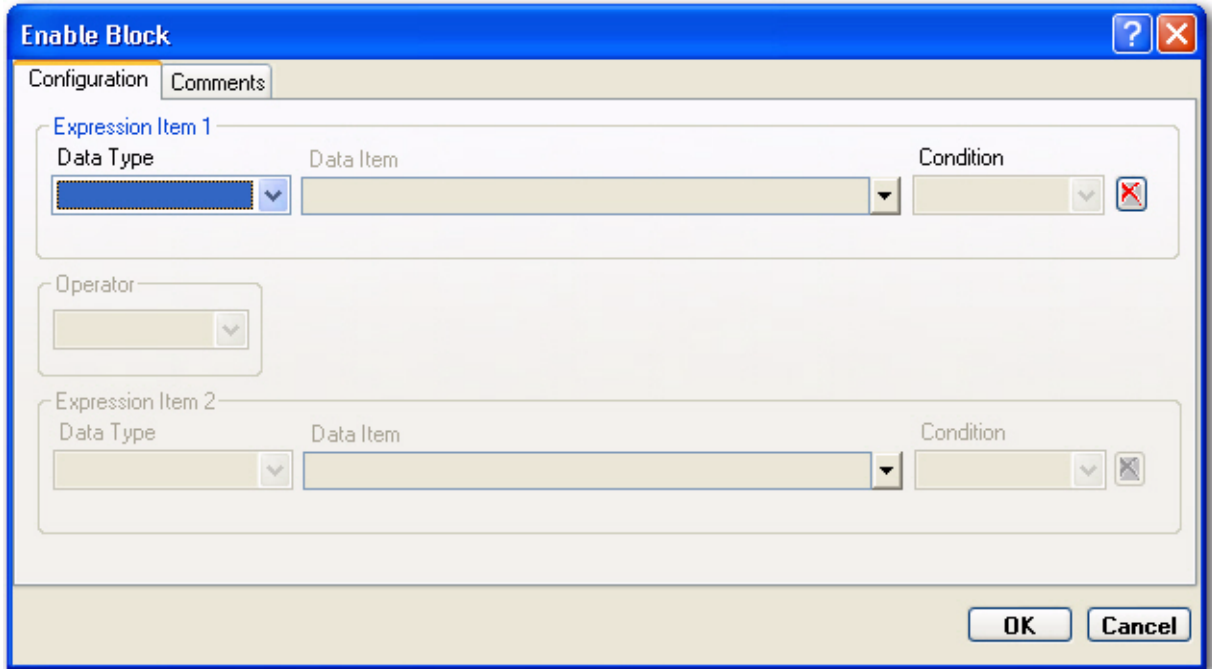 Enable Block
?
Configuration Comments
Expression Item 1
Data Type Data Item Condition
Operator
Expression Item 2
Data Type Data Item Condition
OK Cancel